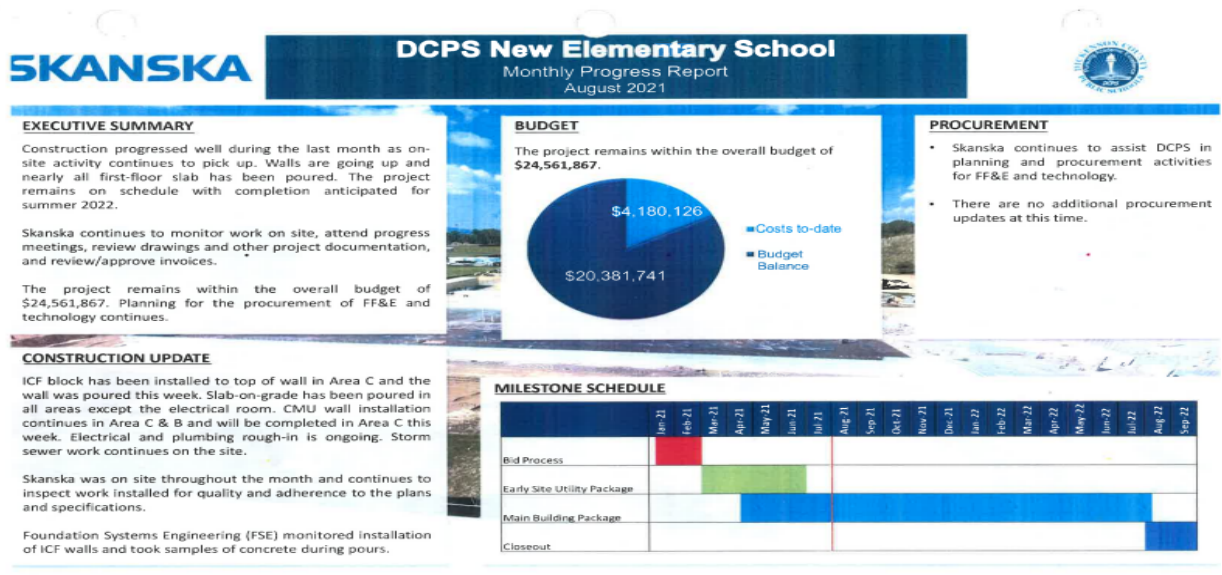 SKANSKA
DCPS New Elementary School
Monthly Progress Report
August 2021
DICKENSON COUNTY
PUBLIC SCHOOLS
EXECUTIVE SUMMARY
Construction progressed well during the last month as on-
site activity continues to pick up. Walls are going up and
nearly all first-floor slab has been poured. The project
remains on schedule with completion anticipated for
summer 2022.
Skanska continues to monitor work on site, attend progress
meetings, review drawings and other project documentation,
and review/approve invoices.
The project remains within the overall budget of
$24,561,867. Planning for the procurement of FF&E and
technology continues.
CONSTRUCTION UPDATE
ICF block has been installed to top of wall in Area C and the
wall was poured this week. Slab-on-grade has been poured in
all areas except the electrical room. CMU wall installation
continues in Area C & B and will be completed in Area C this
week. Electrical and plumbing rough-in is ongoing. Storm
sewer work continues on the site.
Skanska was on site throughout the month and continues to
inspect work installed for quality and adherence to the plans
and specifications.
Foundation Systems Engineering (FSE) monitored installation
of ICF walls and took samples of concrete during pours.
BUDGET
The project remains within the overall budget of
$24,561,867.
$4,180,126
$20,381,741
Costs to-date
Budget
Balance
PROCUREMENT
• Skanska continues to assist DCPS in
planning and procurement activities
for FF&E and technology.
• There are no additional procurement
updates at this time.
MILESTONE SCHEDULE
Jan-21 Feb-21 Mar-21 Apr-21 May-21 Jun-21 Jul-21 Aug-21 Sep-21 Oct-21 Nov-21 Dec-21 Jan-22 Feb-22 Mar-22 Apr-22 May-22 Jun-22 Jul-22 Aug-22 Sep-22
Bid Process
Early Site Utility Package
Main Building Package
Closeout